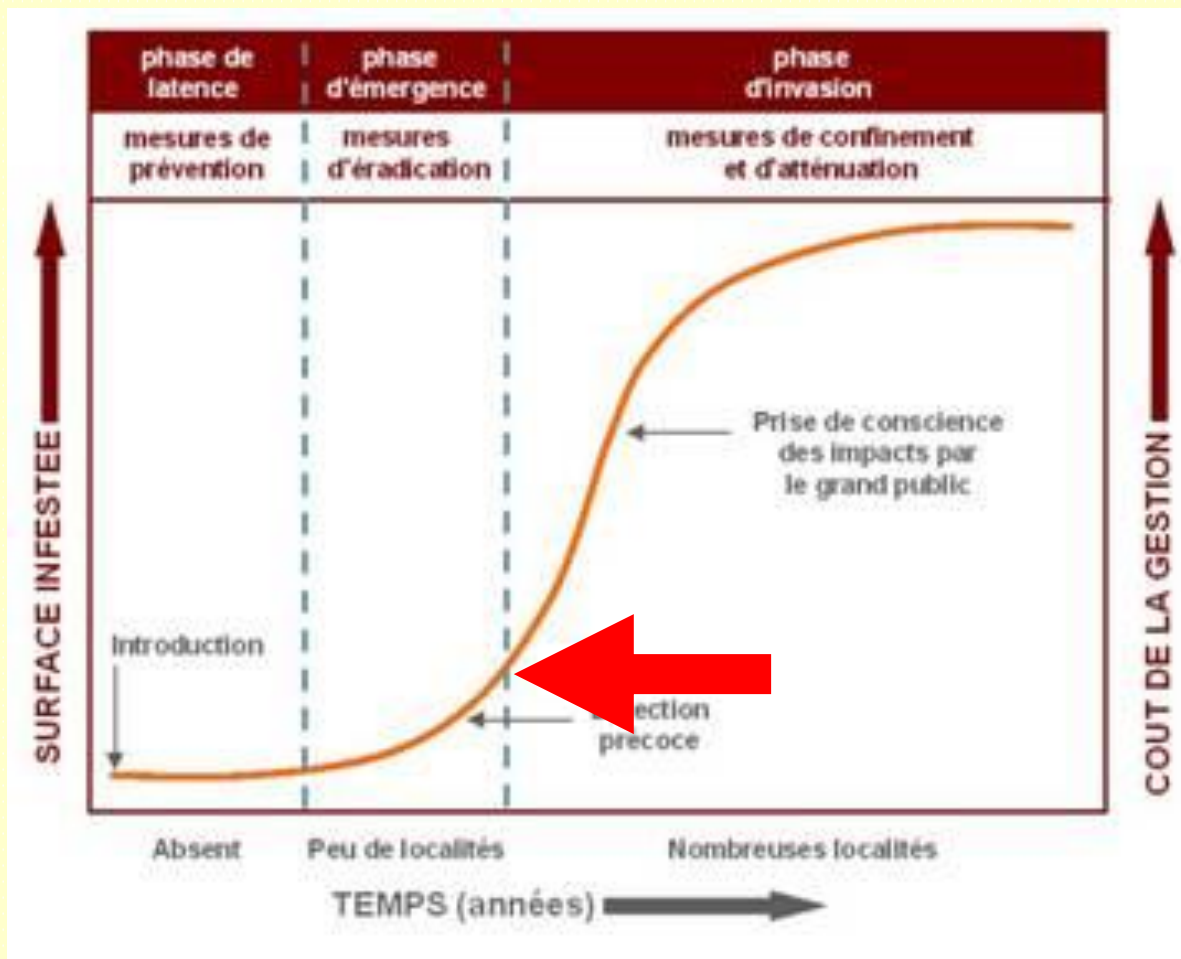 phase de
latence
phase
d'émergence
phase
d'invasion
mesures de
prévention
mesures
d'éradication
mesures de confinement
et d'atténuation
SURFACE INFESTEE
COUT DE LA GESTION
Prise de conscience
des impacts par
le grand public
Introduction
précoce
Absent
Peu de localités
Nombreuses localités
TEMPS (années)